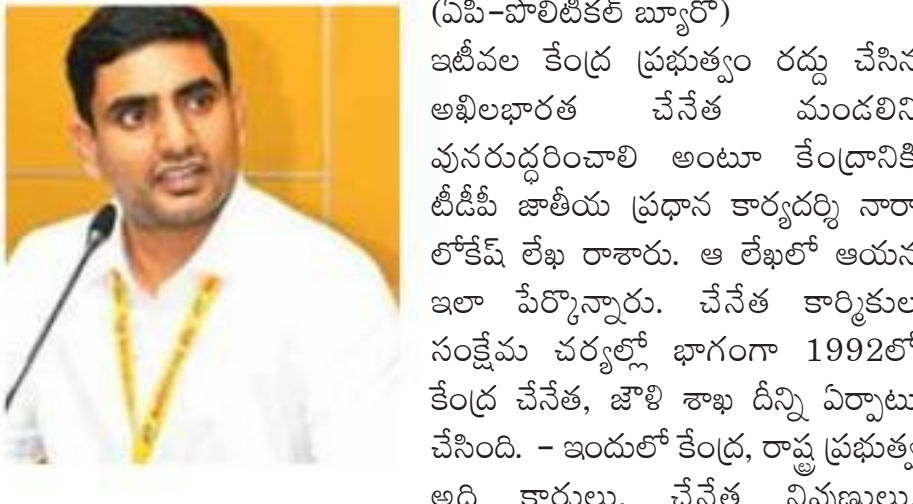 (ఏపి-పొలిటికల్ బ్యూరో)
ఇటీవల కేంద్ర ప్రభుత్వం రద్దు చేసిన
అఖిలభారత చేనేత మండలిని
వునరుద్ధరించాలి అంటూ కేంద్రానికి
టీడీపీ జాతీయ ప్రధాన కార్యదర్శి నారా
లోకేష్ లేఖ రాశారు. ఆ లేఖలో ఆయన
ఇలా పేర్కొన్నారు. చేనేత కార్మికుల
సంక్షేమ చర్యల్లో భాగంగా 1992లో
కేంద్ర చేనేత, జౌళి శాఖ దీన్ని ఏర్పాటు
చేసింది. - ఇందులో కేంద్ర, రాష్ట్ర ప్రభుత్వ
చేనేత